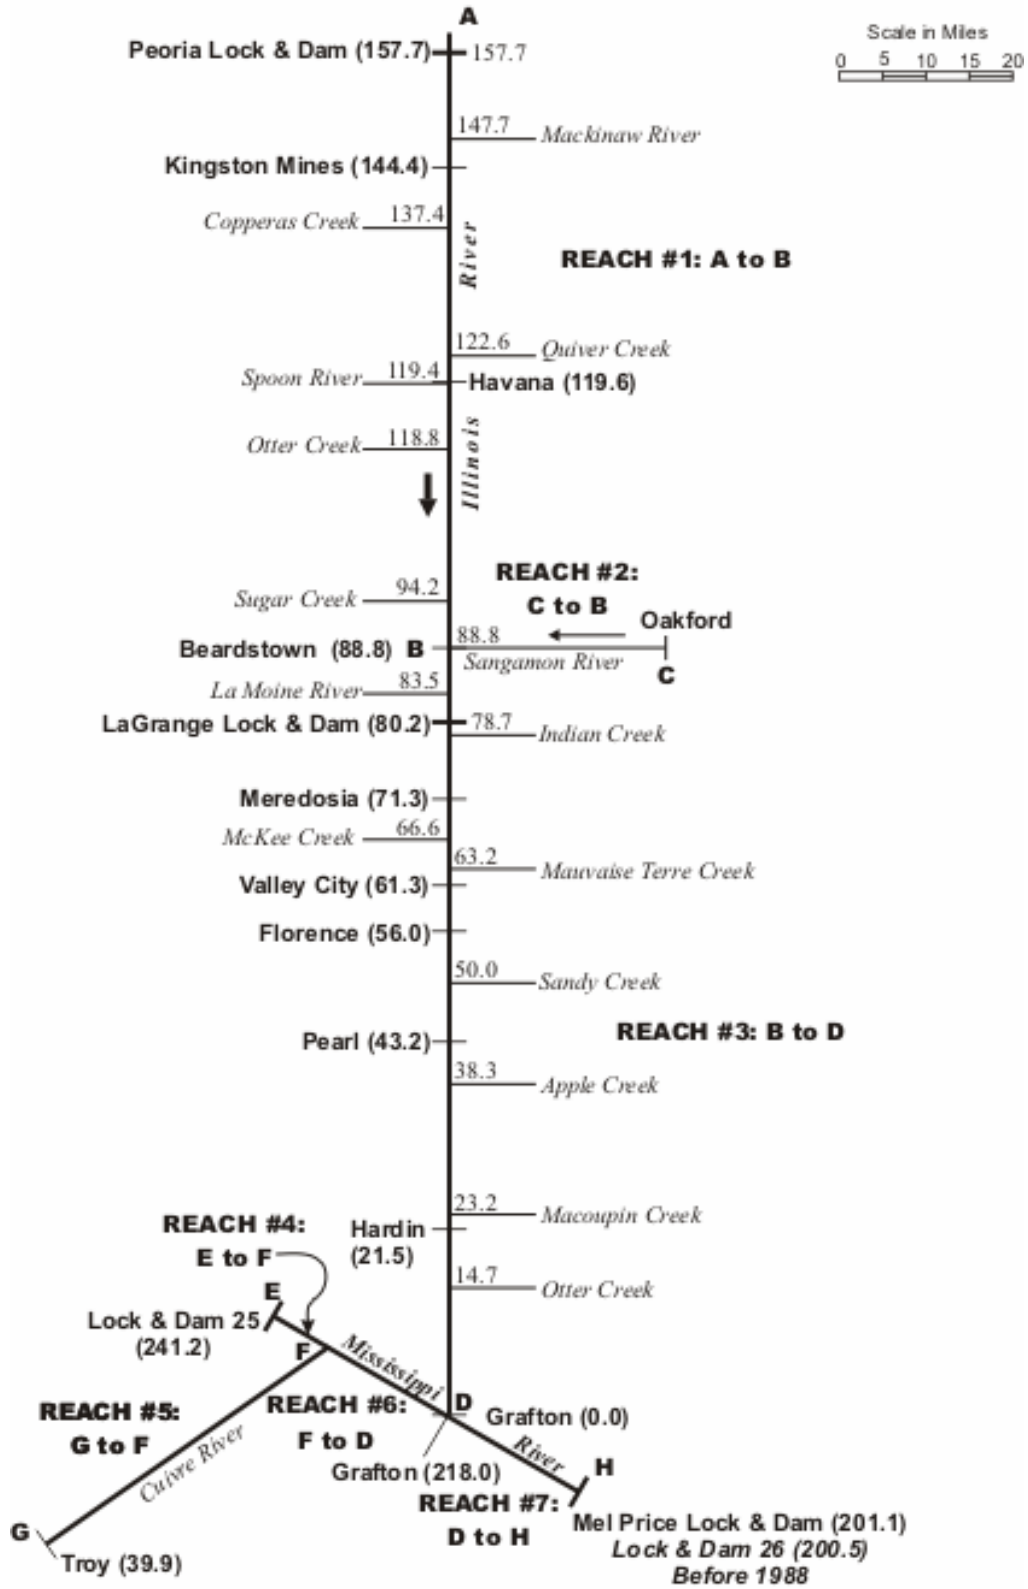 A
Scale in Miles
0 5 10 15 20
Peoria Lock & Dam (157.7) 157.7
147.7 Mackinaw River
Kingston Mines (144.4)
Copperas Creek 137.4
River
REACH #1: A to B
122.6 Quiver Creek
Spoon River 119.4 Havana (119.6)
Otter Creek 118.8
Illinois
REACH #2:
C to B
Sugar Creek 94.2
Oakford
Beardstown (88.8) B 88.8
Sangamon River
C
La Moine River 83.5
LaGrange Lock & Dam (80.2) 78.7
Indian Creek
Meredosia (71.3)
McKee Creek 66.6
63.2 Mauvaise Terre Creek
Valley City (61.3)
Florence (56.0)
50.0 Sandy Creek
REACH #3: B to D
Pearl (43.2)
38.3 Apple Creek
23.2 Macoupin Creek
REACH #4:
E to F
Hardin
(21.5)
14.7 Otter Creek
E
Lock & Dam 25
(241.2)
F
Mississippi
D
REACH #5:
G to F
REACH #6:
F to D
Grafton (0.0)
Cuivre River
River
Grafton (218.0)
H
REACH #7:
D to H
Mel Price Lock & Dam (201.1)
Lock & Dam 26 (200.5)
Before 1988
G
Troy (39.9)